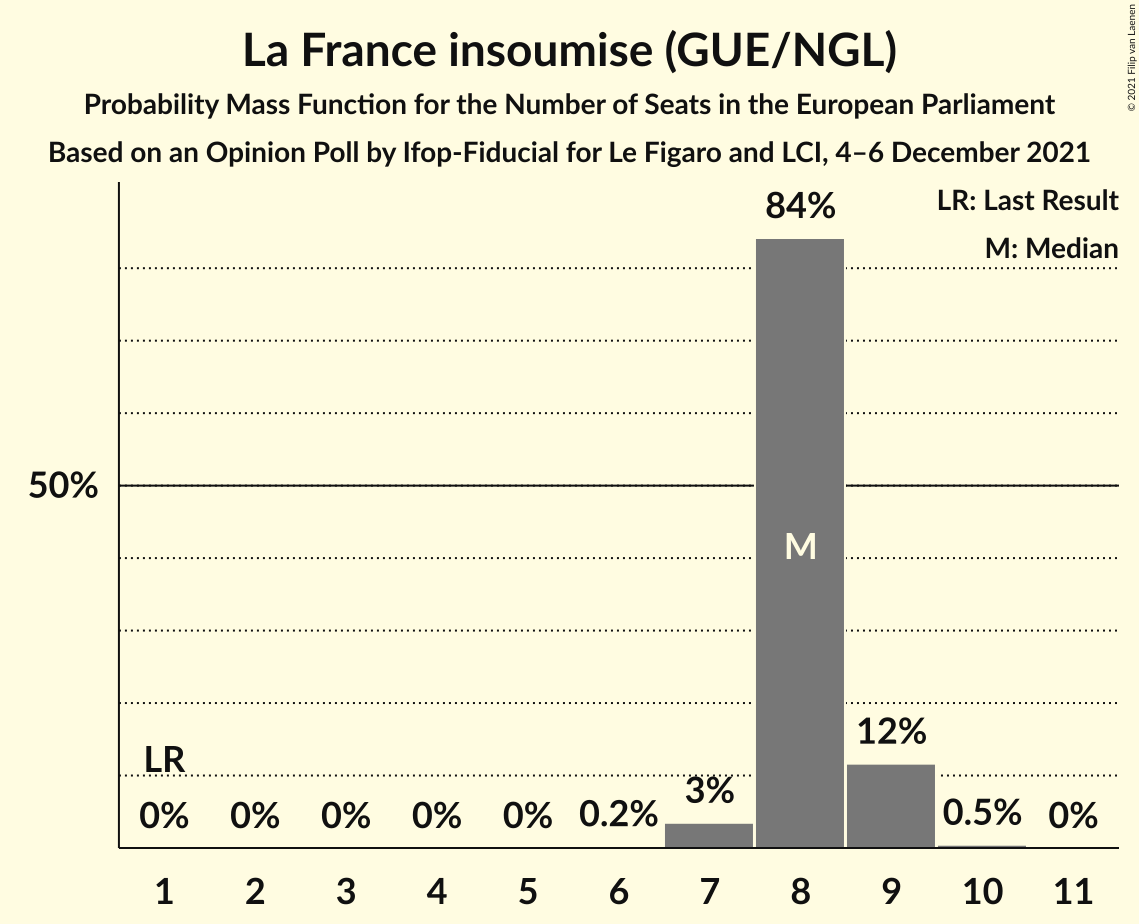 La France insoumise (GUE/NGL)
Probability Mass Function for the Number of Seats in the European Parliament
Based on an Opinion Poll by Ifop-Fiducial for Le Figaro and LCI, 4–6 December 2021
© 2021 Filip van Laenen
LR: Last Result
M: Median
84%
50%
M
LR
12%
3%
0% 0% 0% 0% 0% 0.2% 0.5% 0%
1 2 3 4 5 6 7 8 9 10 11